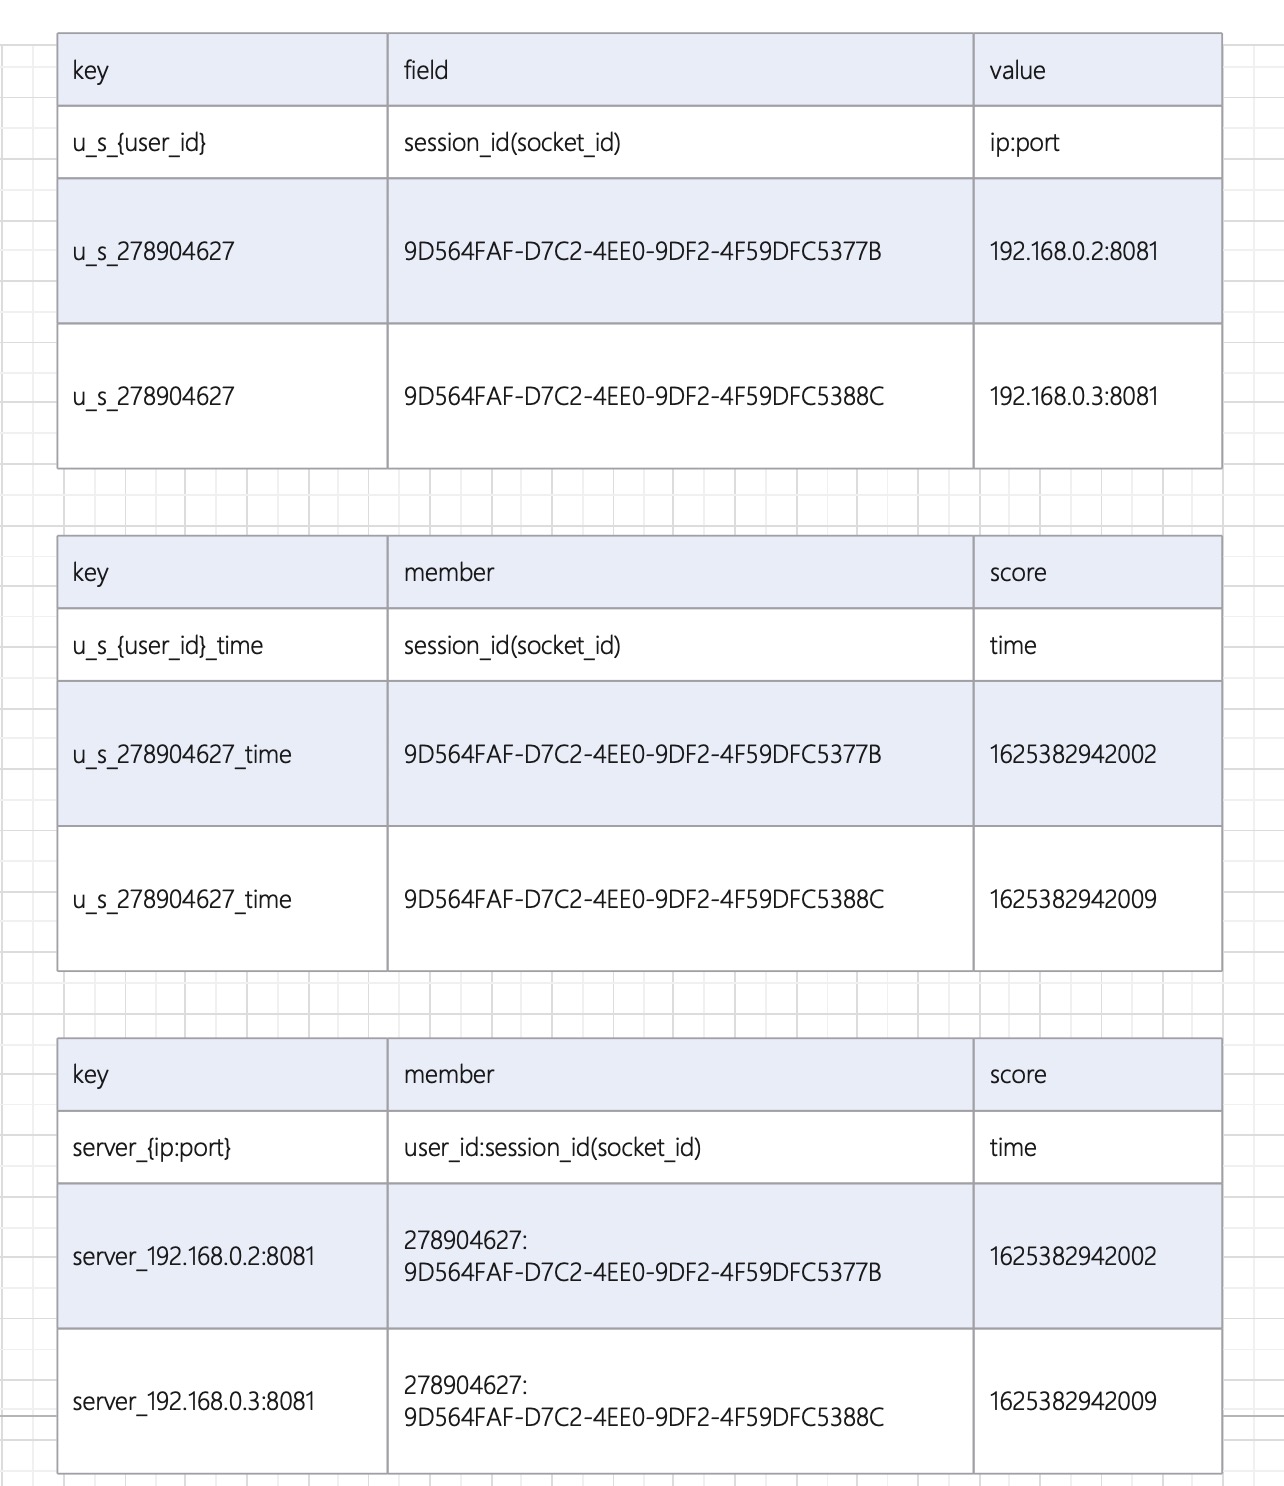 key field value
u_s_{user_id} session_id(socket_id) ip:port
u_s_278904627 9D564FAF-D7C2-4EE0-9DF2-4F59DFC5377B 192.168.0.2:8081
u_s_278904627 9D564FAF-D7C2-4EE0-9DF2-4F59DFC5388C 192.168.0.3:8081
key member score
u_s_{user_id}_time session_id(socket_id) time
u_s_278904627_time 9D564FAF-D7C2-4EE0-9DF2-4F59DFC5377B 1625382942002
u_s_278904627_time 9D564FAF-D7C2-4EE0-9DF2-4F59DFC5388C 1625382942009
key member score
server_{ip:port} user_id:session_id(socket_id) time
server_192.168.0.2:8081 278904627:
9D564FAF-D7C2-4EE0-9DF2-4F59DFC5377B 1625382942002
server_192.168.0.3:8081 278904627:
9D564FAF-D7C2-4EE0-9DF2-4F59DFC5388C 1625382942009